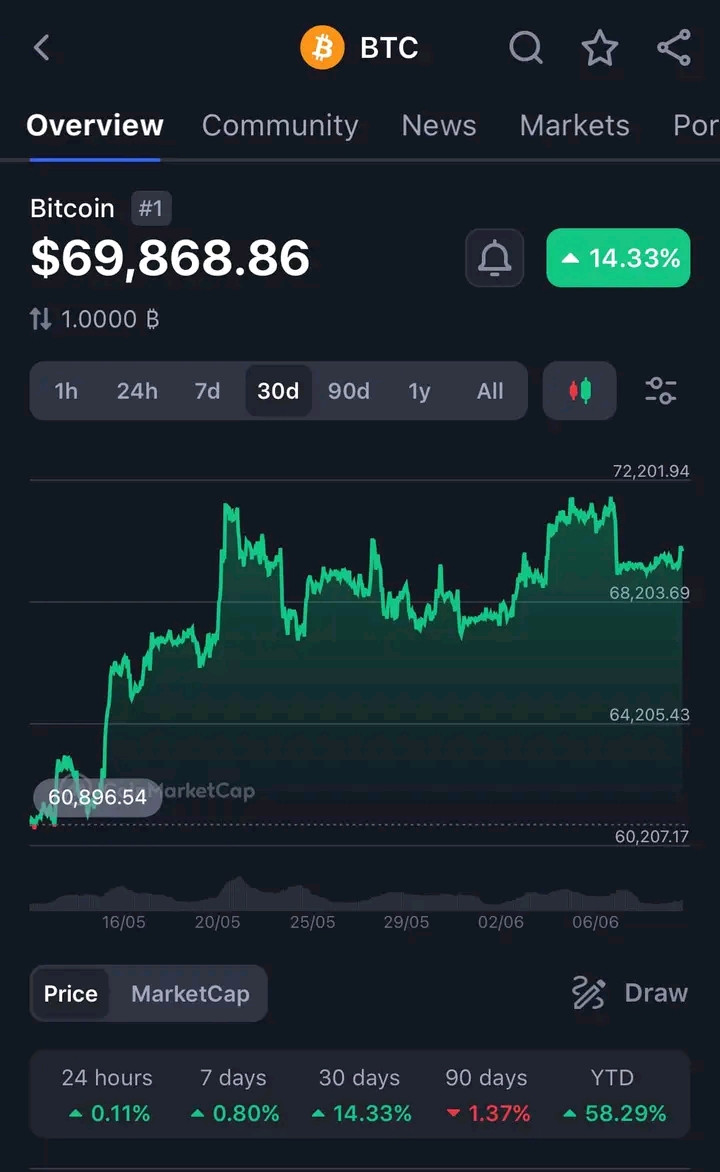 BTC
Overview Community News Markets Por
Bitcoin #1
$69,868.86
14.33%
1.0000 ₿
1h 24h 7d 30d 90d 1y All
72,201.94
68,203.69
64,205.43
MarketCap
60,896.54
60,207.17
16/05 20/05 25/05 29/05 02/06 06/06
Price MarketCap Draw
24 hours 7 days 30 days 90 days YTD
0.11% 0.80% 14.33% 1.37% 58.29%